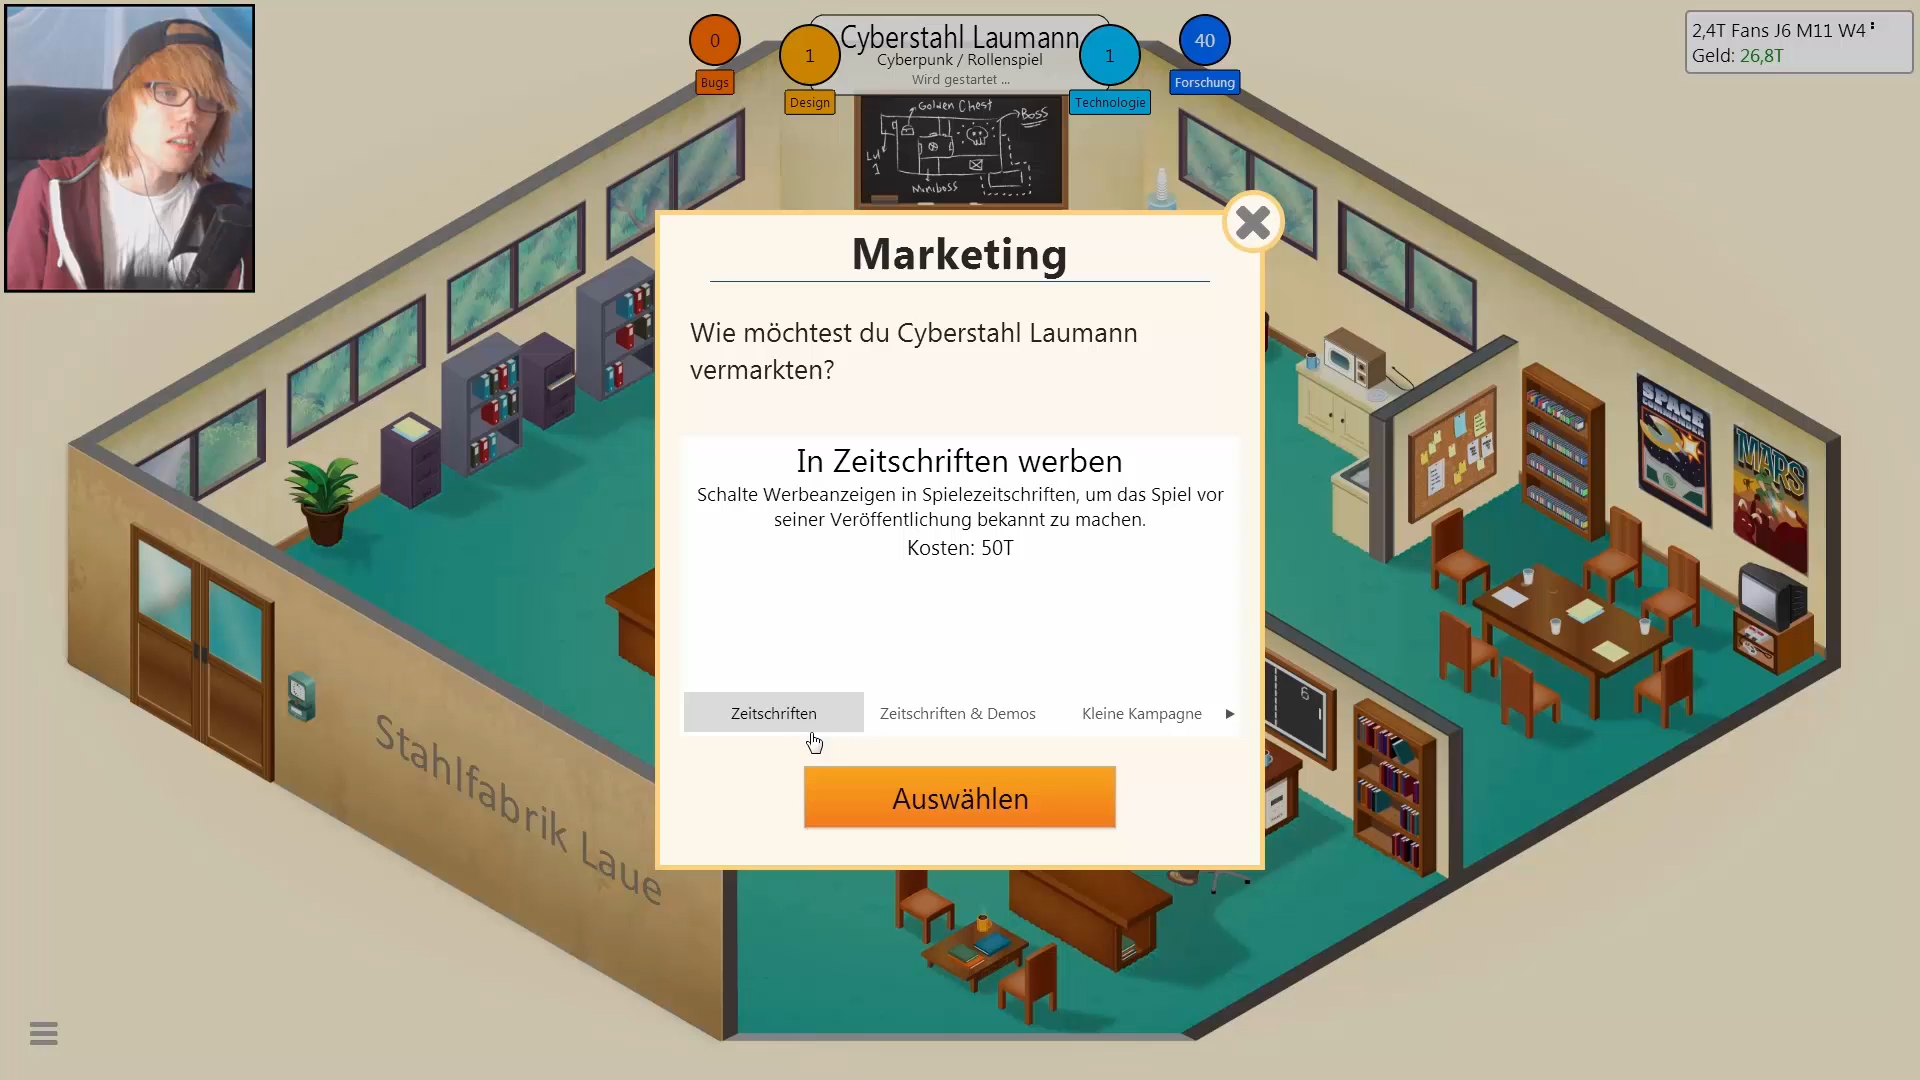 0
Bugs
1
Design
Cyberstahl Laumann
Cyberpunk / Rollenspiel
Wird gestartet ...
1
Technologie
40
Forschung
2,4T Fans J6 M11 W4
Geld: 26,8T
Golden Chest
Boss
Lvl
1
Miniboss
Marketing
Wie möchtest du Cyberstahl Laumann
vermarkten?
In Zeitschriften werben
Schalte Werbeanzeigen in Spielezeitschriften, um das Spiel vor
seiner Veröffentlichung bekannt zu machen.
Kosten: 50T
Zeitschriften
Zeitschriften & Demos
Kleine Kampagne
Auswählen
SPACE
MARS
6
Stahlfabrik Laue